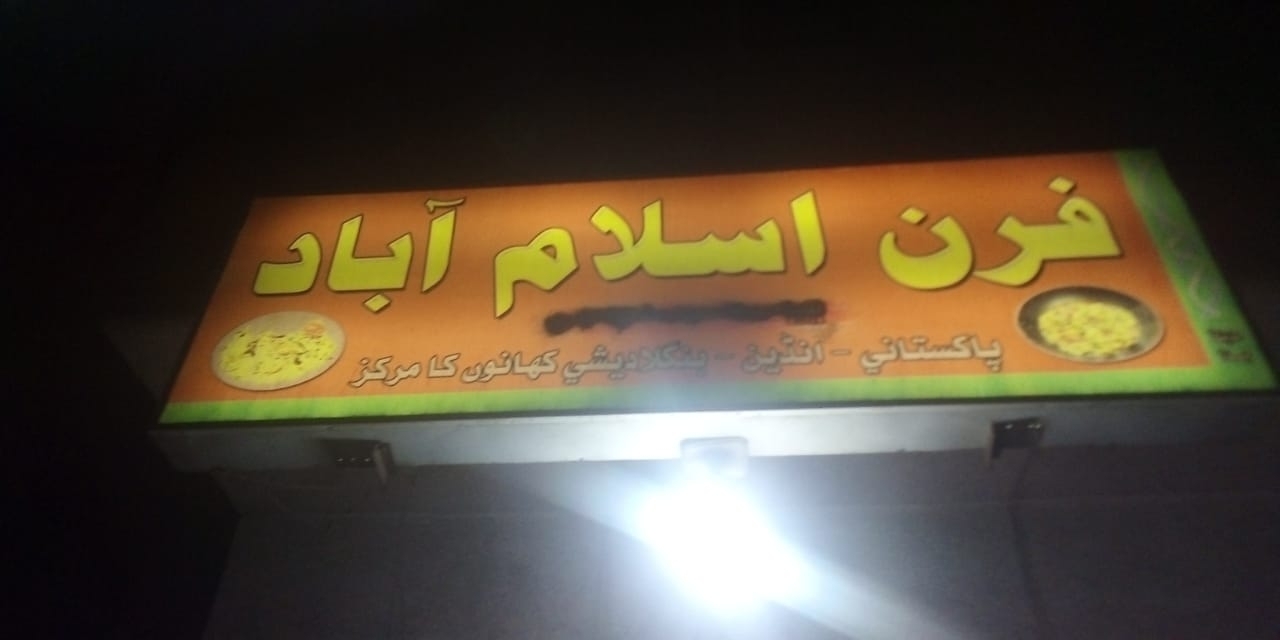 فرن اسلام آباد
پاکستاني - انڈین - بنگلادیشي کھانوں کا مرکز